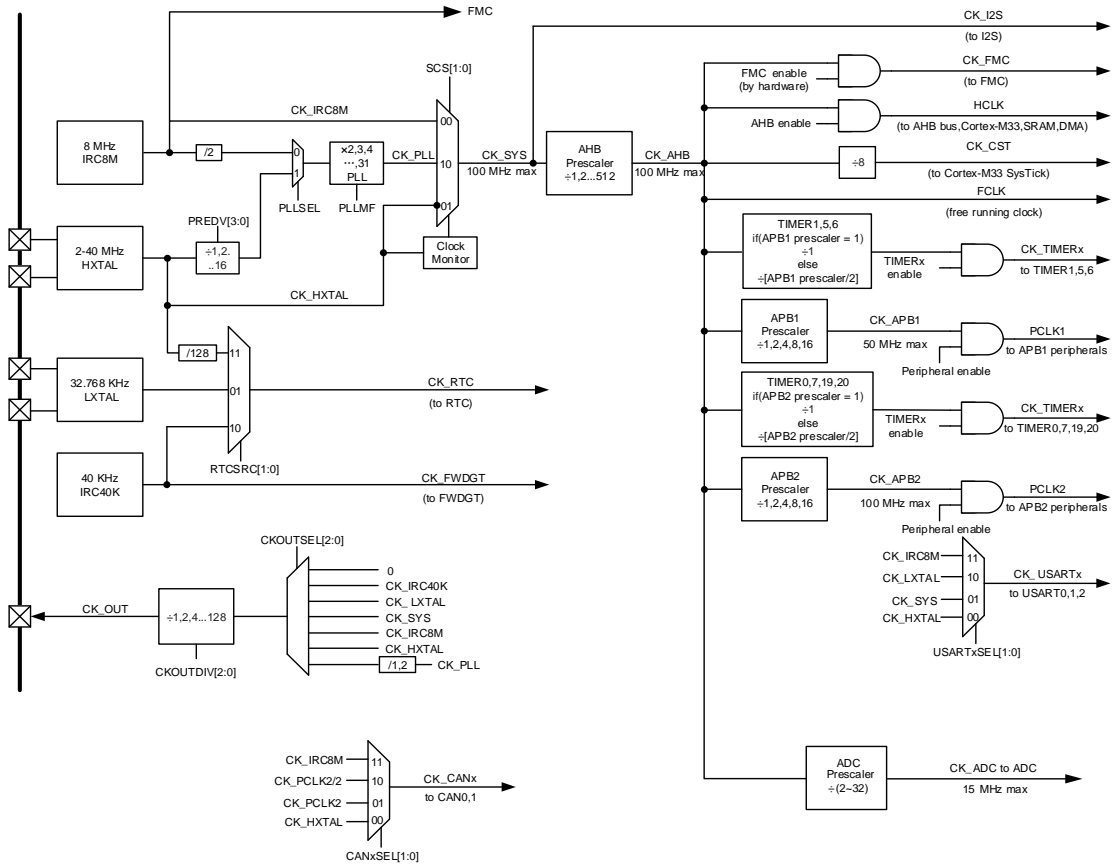 FMC
CK_I2S
(to I2S)
SCS[1:0]
CK_FMC
FMC enable
(by hardware)
(to FMC)
CK_IRC8M
00
HCLK
AHB enable
(to AHB bus,Cortex-M33,SRAM,DMA)
8 MHz
IRC8M
/2
0
1
×2,3,4
…,31
PLL
CK_PLL
10
CK_SYS
100 MHz max
AHB
Prescaler
÷1,2...512
CK_AHB
100 MHz max
÷8
CK_CST
(to Cortex-M33 SysTick)
PLLSEL
PLLMF
01
FCLK
(free running clock)
PREDV[3:0]
2-40 MHz
HXTAL
÷1,2.
..16
Clock
Monitor
TIMER1,5,6
if(APB1 prescaler = 1)
÷1
else
÷[APB1 prescaler/2]
TIMERx
enable
CK_TIMERx
to TIMER1,5,6
CK_HXTAL
/128
11
APB1
Prescaler
÷1,2,4,8,16
CK_APB1
50 MHz max
PCLK1
to APB1 peripherals
Peripheral enable
32.768 KHz
LXTAL
01
CK_RTC
(to RTC)
TIMER0,7,19,20
if(APB2 prescaler = 1)
÷1
else
÷[APB2 prescaler/2]
TIMERx
enable
CK_TIMERx
to TIMER0,7,19,20
10
RTCSRC[1:0]
40 KHz
IRC40K
CK_FWDGT
(to FWDGT)
APB2
Prescaler
÷1,2,4,8,16
CK_APB2
100 MHz max
PCLK2
to APB2 peripherals
Peripheral enable
CKOUTSEL[2:0]
0
CK_IRC40K
CK_LXTAL
CK_SYS
CK_IRC8M
CK_HXTAL
/1,2
CK_PLL
CK_OUT
÷1,2,4...128
CKOUTDIV[2:0]
CK_IRC8M
11
CK_LXTAL
10
CK_SYS
01
CK_HXTAL
00
CK_USARTx
to USART0,1,2
USARTxSEL[1:0]
CK_IRC8M
11
CK_PCLK2/2
10
CK_PCLK2
01
CK_HXTAL
00
CK_CANx
to CAN0,1
CANxSEL[1:0]
ADC
Prescaler
÷(2~32)
CK_ADC to ADC
15 MHz max